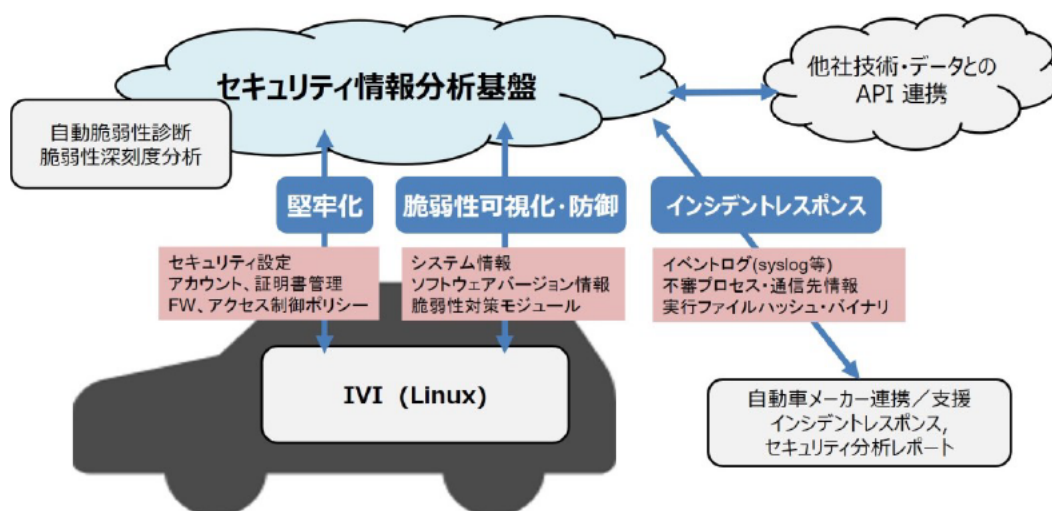 セキュリティ情報分析基盤
他社技術・データとの
API 連携
自動脆弱性診断
脆弱性深刻度分析
堅牢化
脆弱性可視化・防御
インシデントレスポンス
セキュリティ設定
アカウント、証明書管理
FW、アクセス制御ポリシー
システム情報
ソフトウェアバージョン情報
脆弱性対策モジュール
イベントログ(syslog等)
不審プロセス・通信先情報
実行ファイルハッシュ・バイナリ
IVI (Linux)
自動車メーカー連携／支援
インシデントレスポンス,
セキュリティ分析レポート